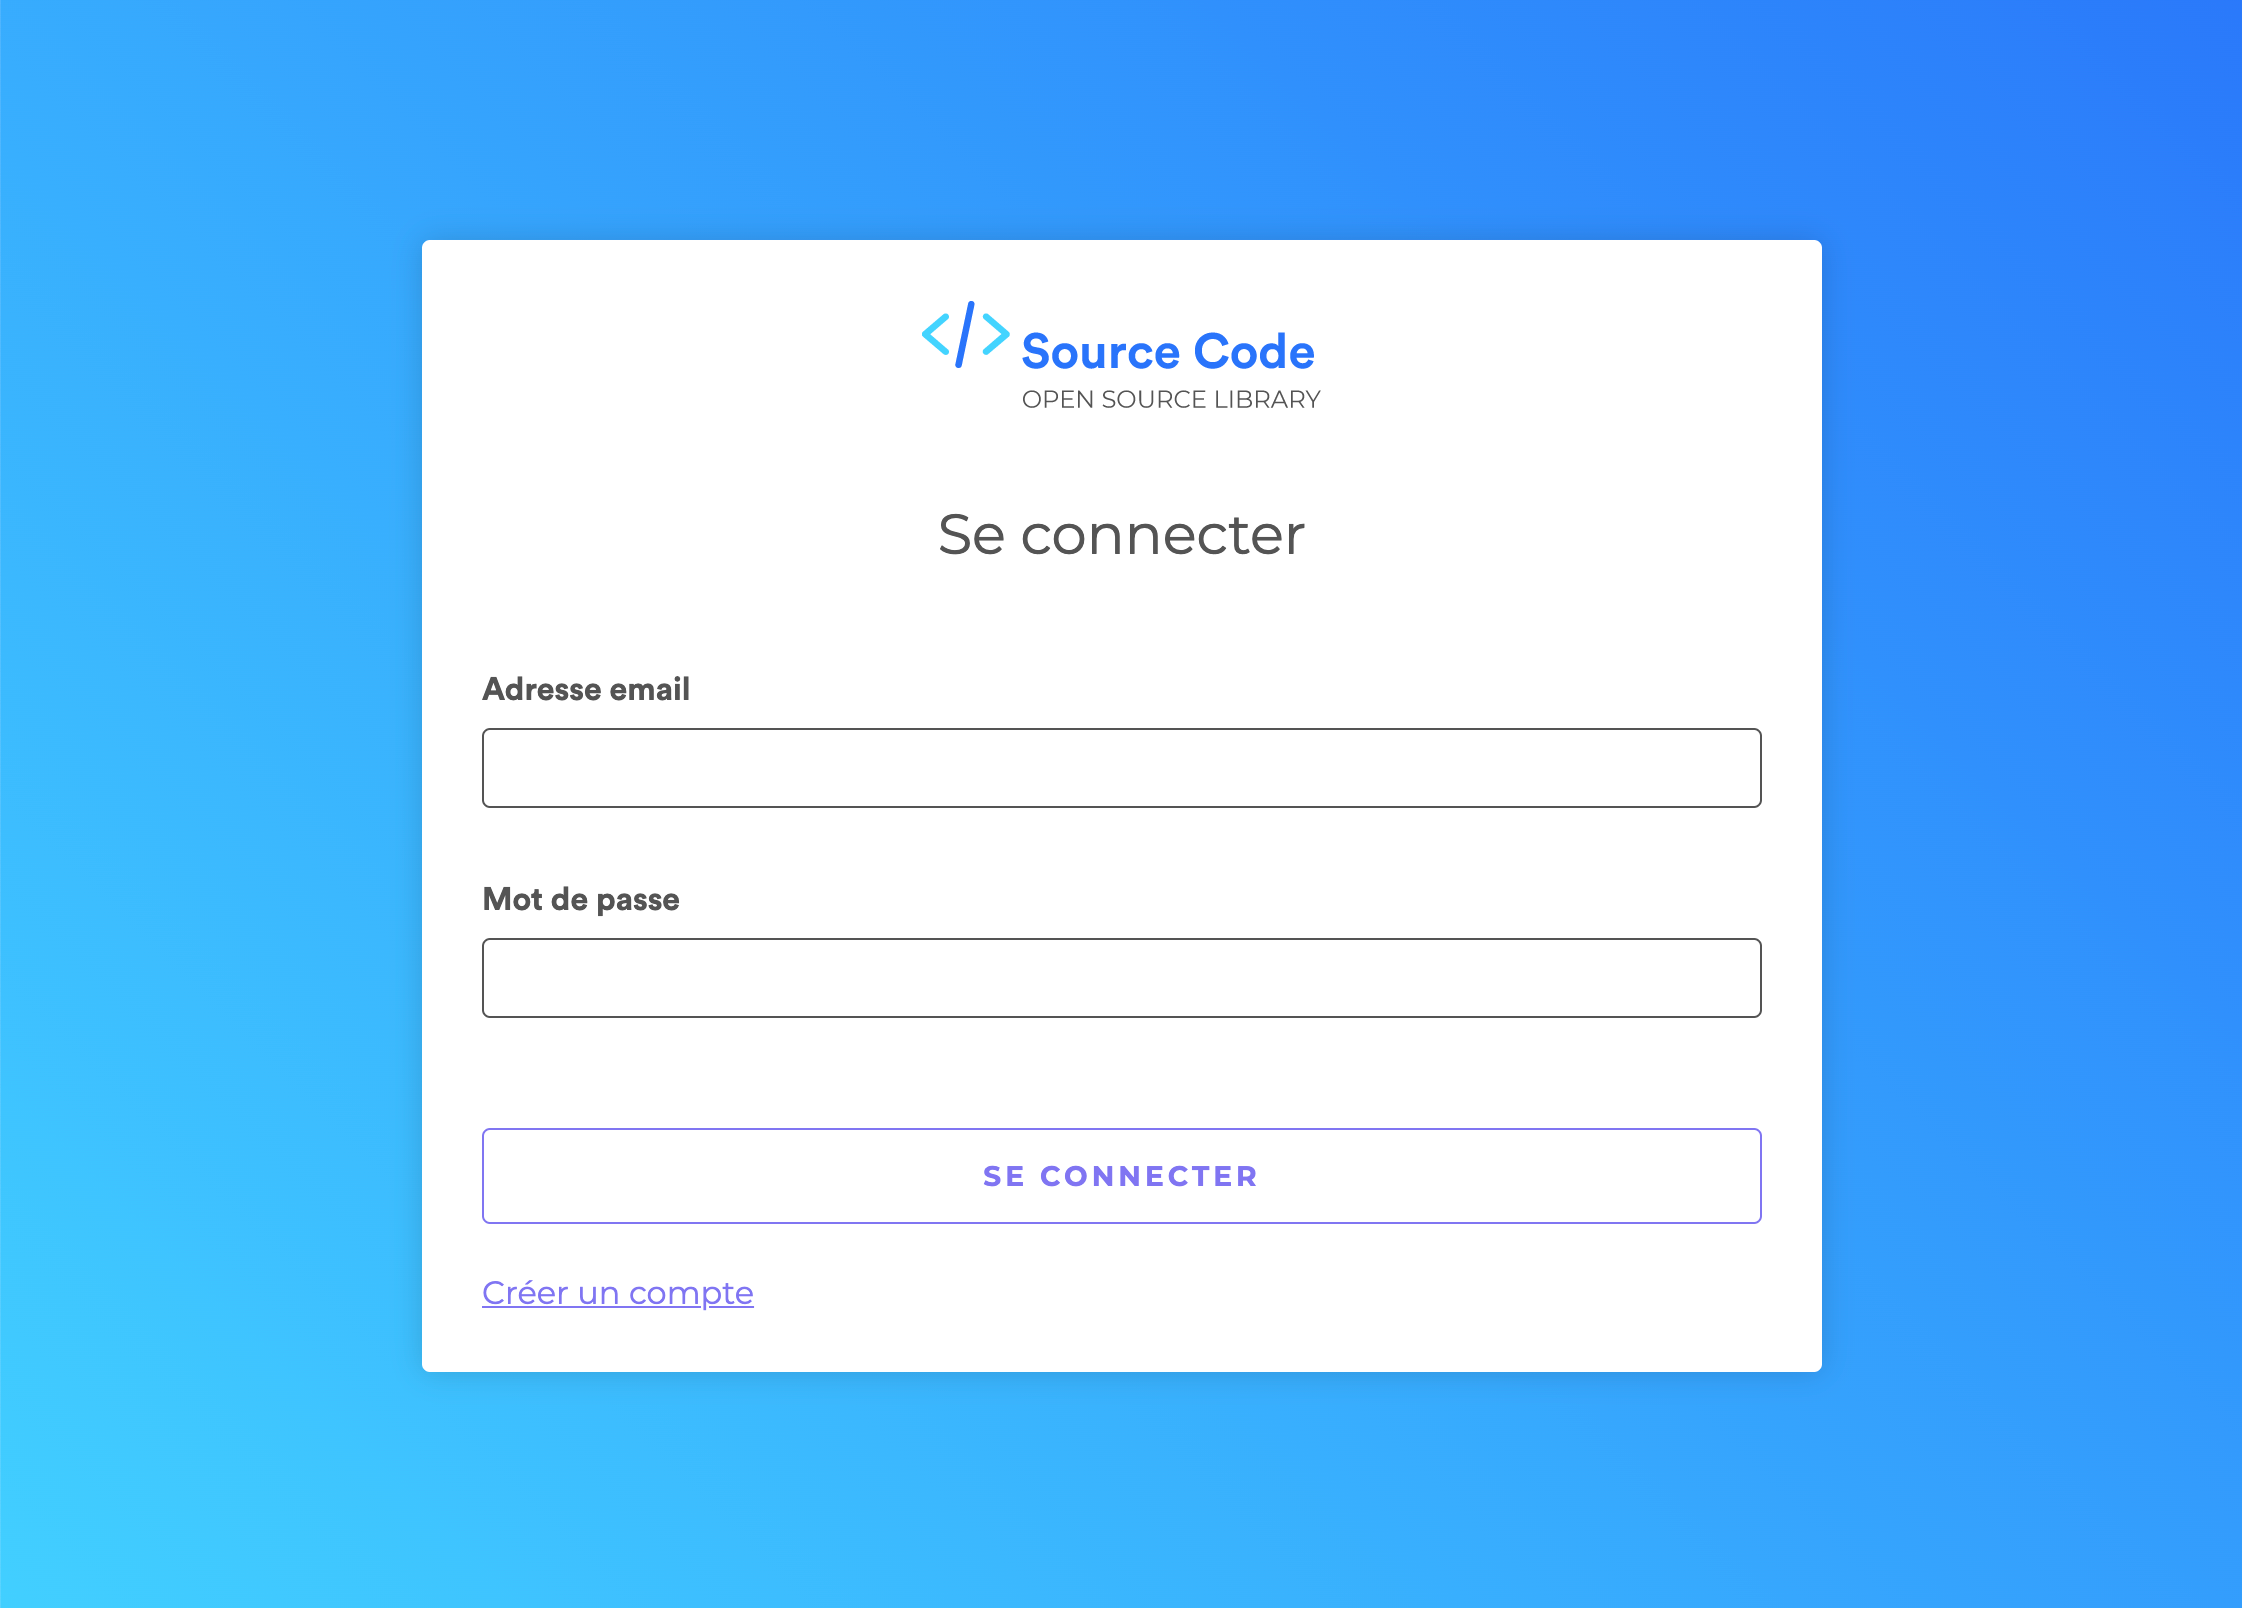 </> Source Code
OPEN SOURCE LIBRARY
Se connecter
Adresse email
Mot de passe
SE CONNECTER
Créer un compte